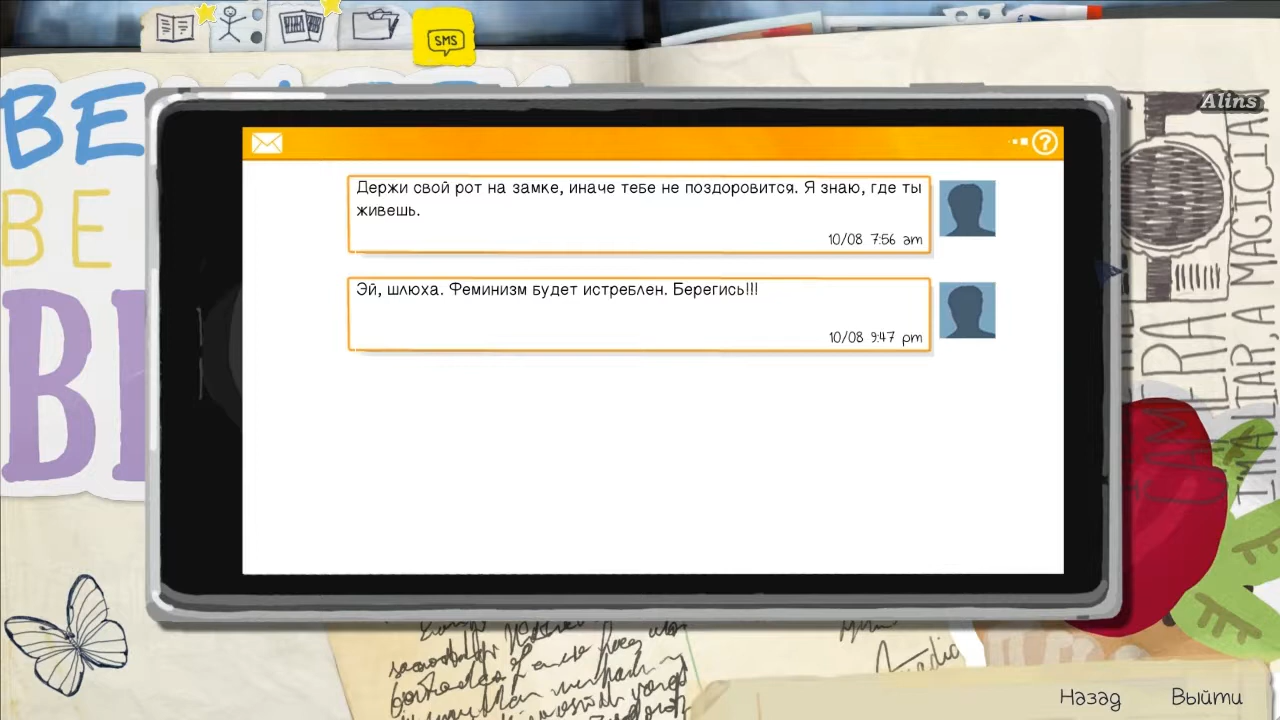 SMS
Alins
BE
BE
Держи свой рот на замке, иначе тебе не поздоровится. Я знаю, где ты
живешь.
10/08 7:56 am
Эй, шлюха. Феминизм будет истреблен. Берегись!!!
10/08 9:47 pm
?
CAMERA
I'M A LIAR, A MAGICIAN
Назад
Выйти